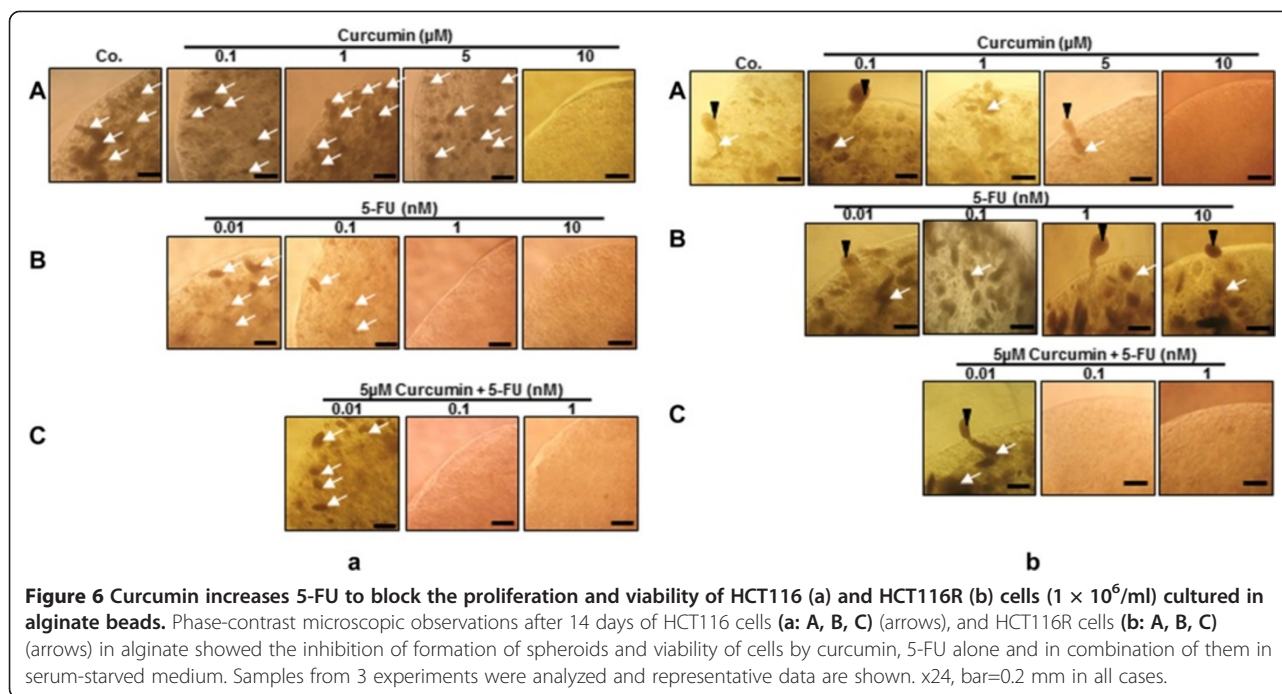 Curcumin (µM)
Co. 0.1 1 5 10
A
5-FU (nM)
0.01 0.1 1 10
B
5µM Curcumin + 5-FU (nM)
0.01 0.1 1
C
a
Curcumin (µM)
Co. 0.1 1 5 10
A
5-FU (nM)
0.01 0.1 1 10
B
5µM Curcumin + 5-FU (nM)
0.01 0.1 1
C
b
Figure 6 Curcumin increases 5-FU to block the proliferation and viability of HCT116 (a) and HCT116R (b) cells (1 × 10⁶/ml) cultured in
alginate beads. Phase-contrast microscopic observations after 14 days of HCT116 cells (a: A, B, C) (arrows), and HCT116R cells (b: A, B, C)
(arrows) in alginate showed the inhibition of formation of spheroids and viability of cells by curcumin, 5-FU alone and in combination of them in
serum-starved medium. Samples from 3 experiments were analyzed and representative data are shown. x24, bar=0.2 mm in all cases.